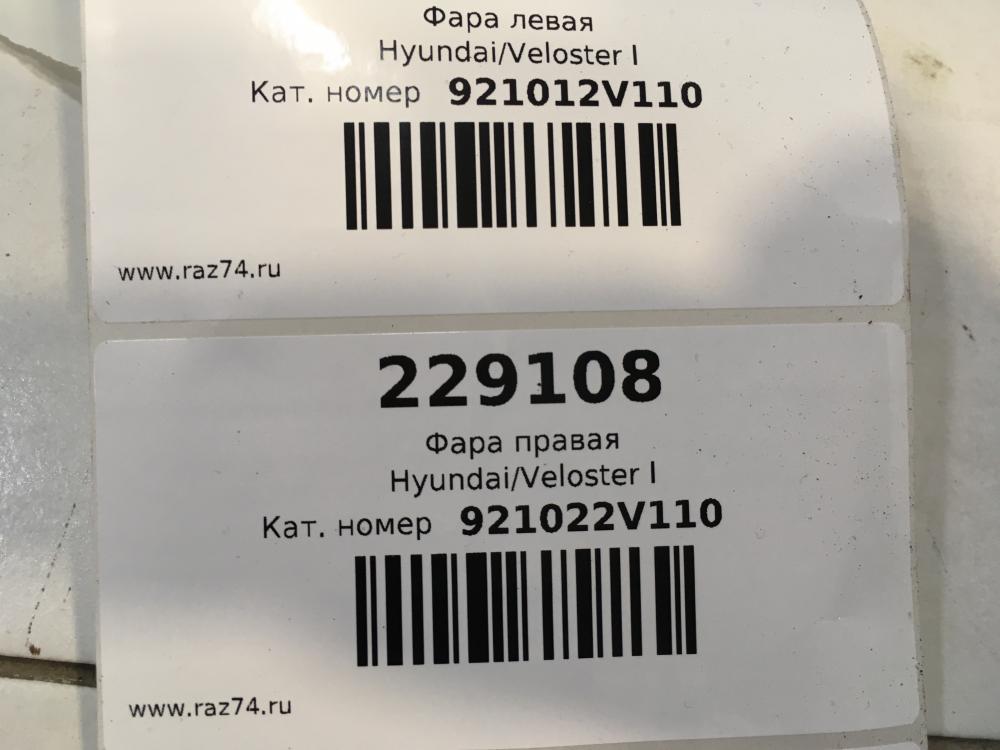 Фара левая
Hyundai/Veloster I
Кат. номер 921012V110
www.raz74.ru
229108
Фара правая
Hyundai/Veloster I
Кат. номер 921022V110
www.raz74.ru